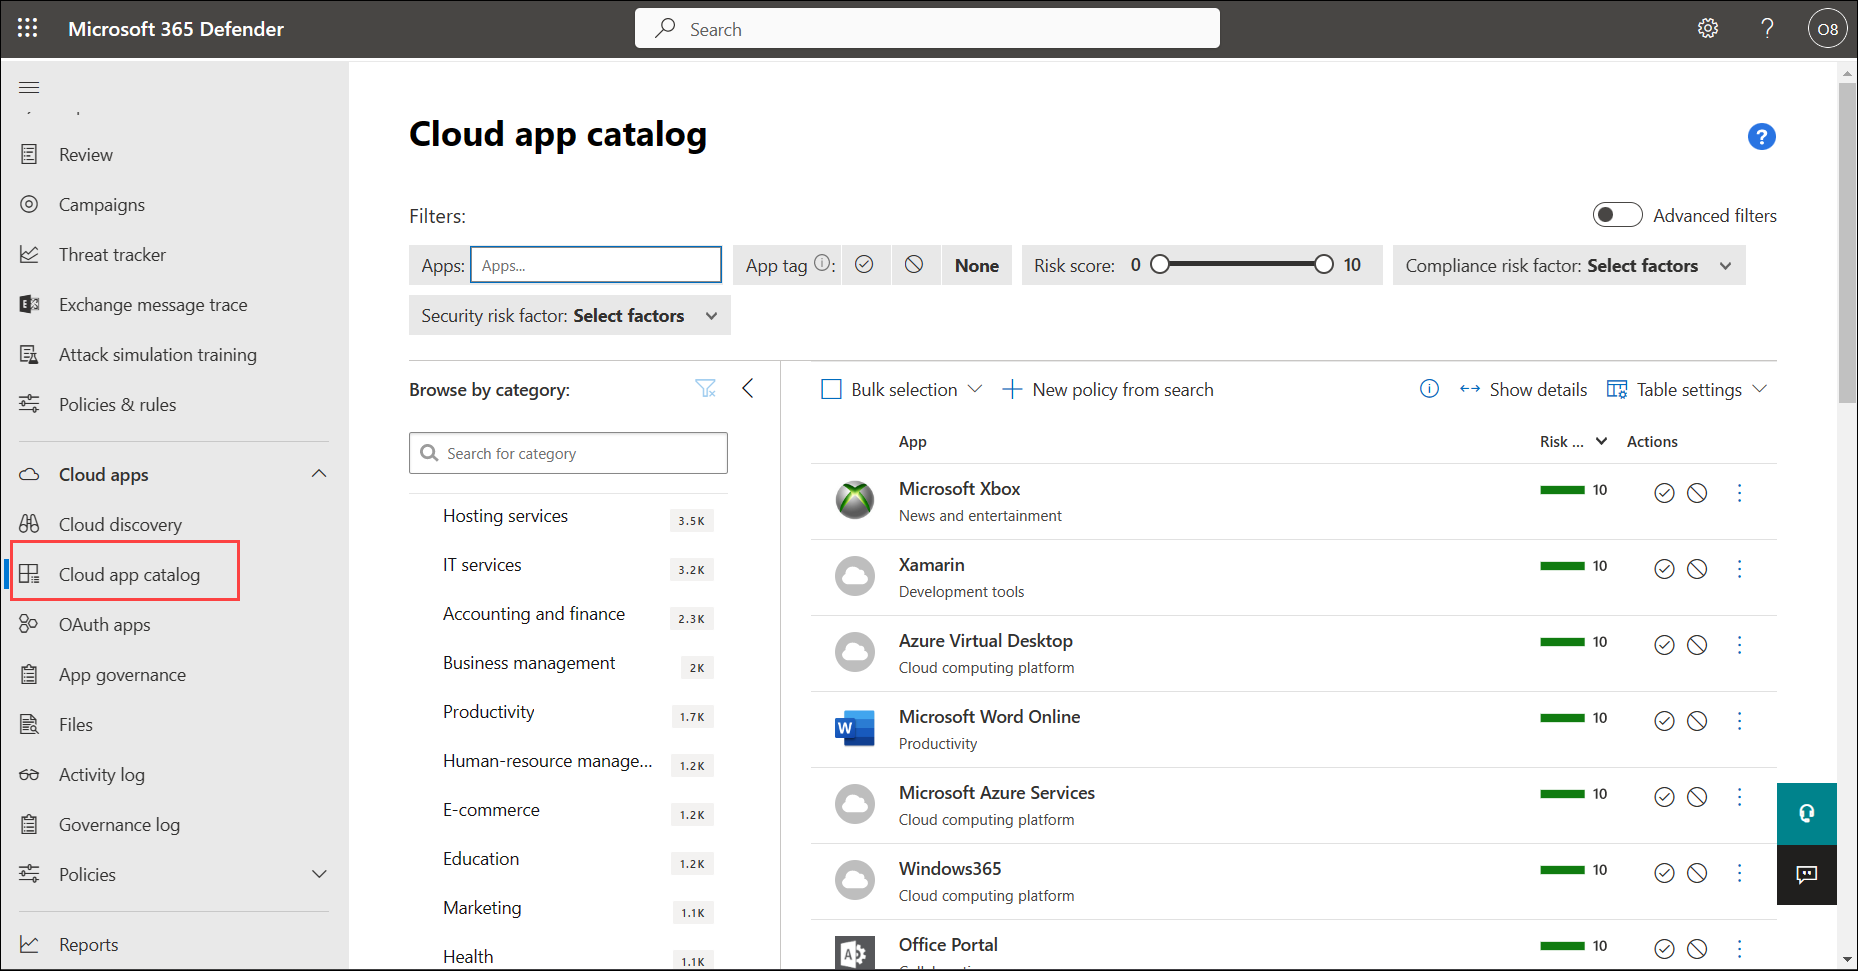 Microsoft 365 Defender
Search
O8
Review
Campaigns
Threat tracker
Exchange message trace
Attack simulation training
Policies & rules
Cloud apps
Cloud discovery
Cloud app catalog
OAuth apps
App governance
Files
Activity log
Governance log
Policies
Reports
Cloud app catalog
?
Filters:
Advanced filters
Apps: Apps...
App tag : None
Risk score: 0 10
Compliance risk factor: Select factors
Security risk factor: Select factors
Browse by category:
Search for category
Hosting services 3.5K
IT services 3.2K
Accounting and finance 2.3K
Business management 2K
Productivity 1.7K
Human-resource manage... 1.2K
E-commerce 1.2K
Education 1.2K
Marketing 1.1K
Health 1.1K
Bulk selection New policy from search Show details Table settings
App Risk ... Actions
Microsoft Xbox 10
News and entertainment
Xamarin 10
Development tools
Azure Virtual Desktop 10
Cloud computing platform
W Microsoft Word Online 10
Productivity
Microsoft Azure Services 10
Cloud computing platform
Windows365 10
Cloud computing platform
Office Portal 10